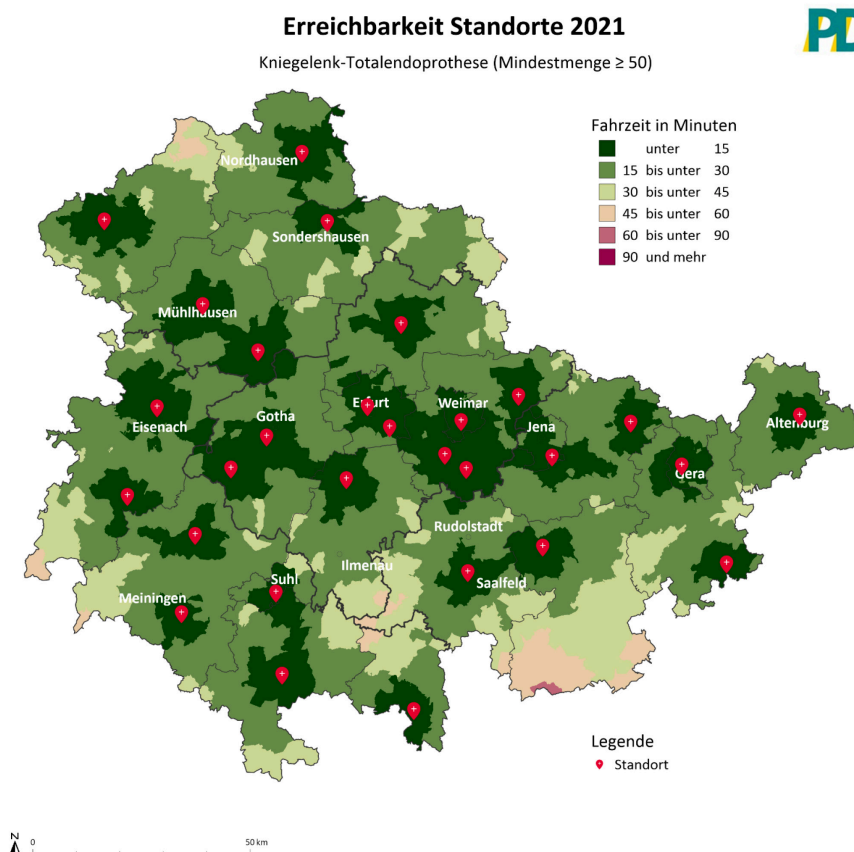 Erreichbarkeit Standorte 2021
PD
Kniegelenk-Totalendoprothese (Mindestmenge ≥ 50)
Fahrzeit in Minuten
unter 15
15 bis unter 30
30 bis unter 45
45 bis unter 60
60 bis unter 90
90 und mehr
Nordhausen
Sondershausen
Mühlhausen
Eisenach
Gotha
Erfurt
Weimar
Jena
Gera
Altenburg
Rudolstadt
Ilmenau
Saalfeld
Suhl
Meiningen
Legende
Standort
N
0 50 km